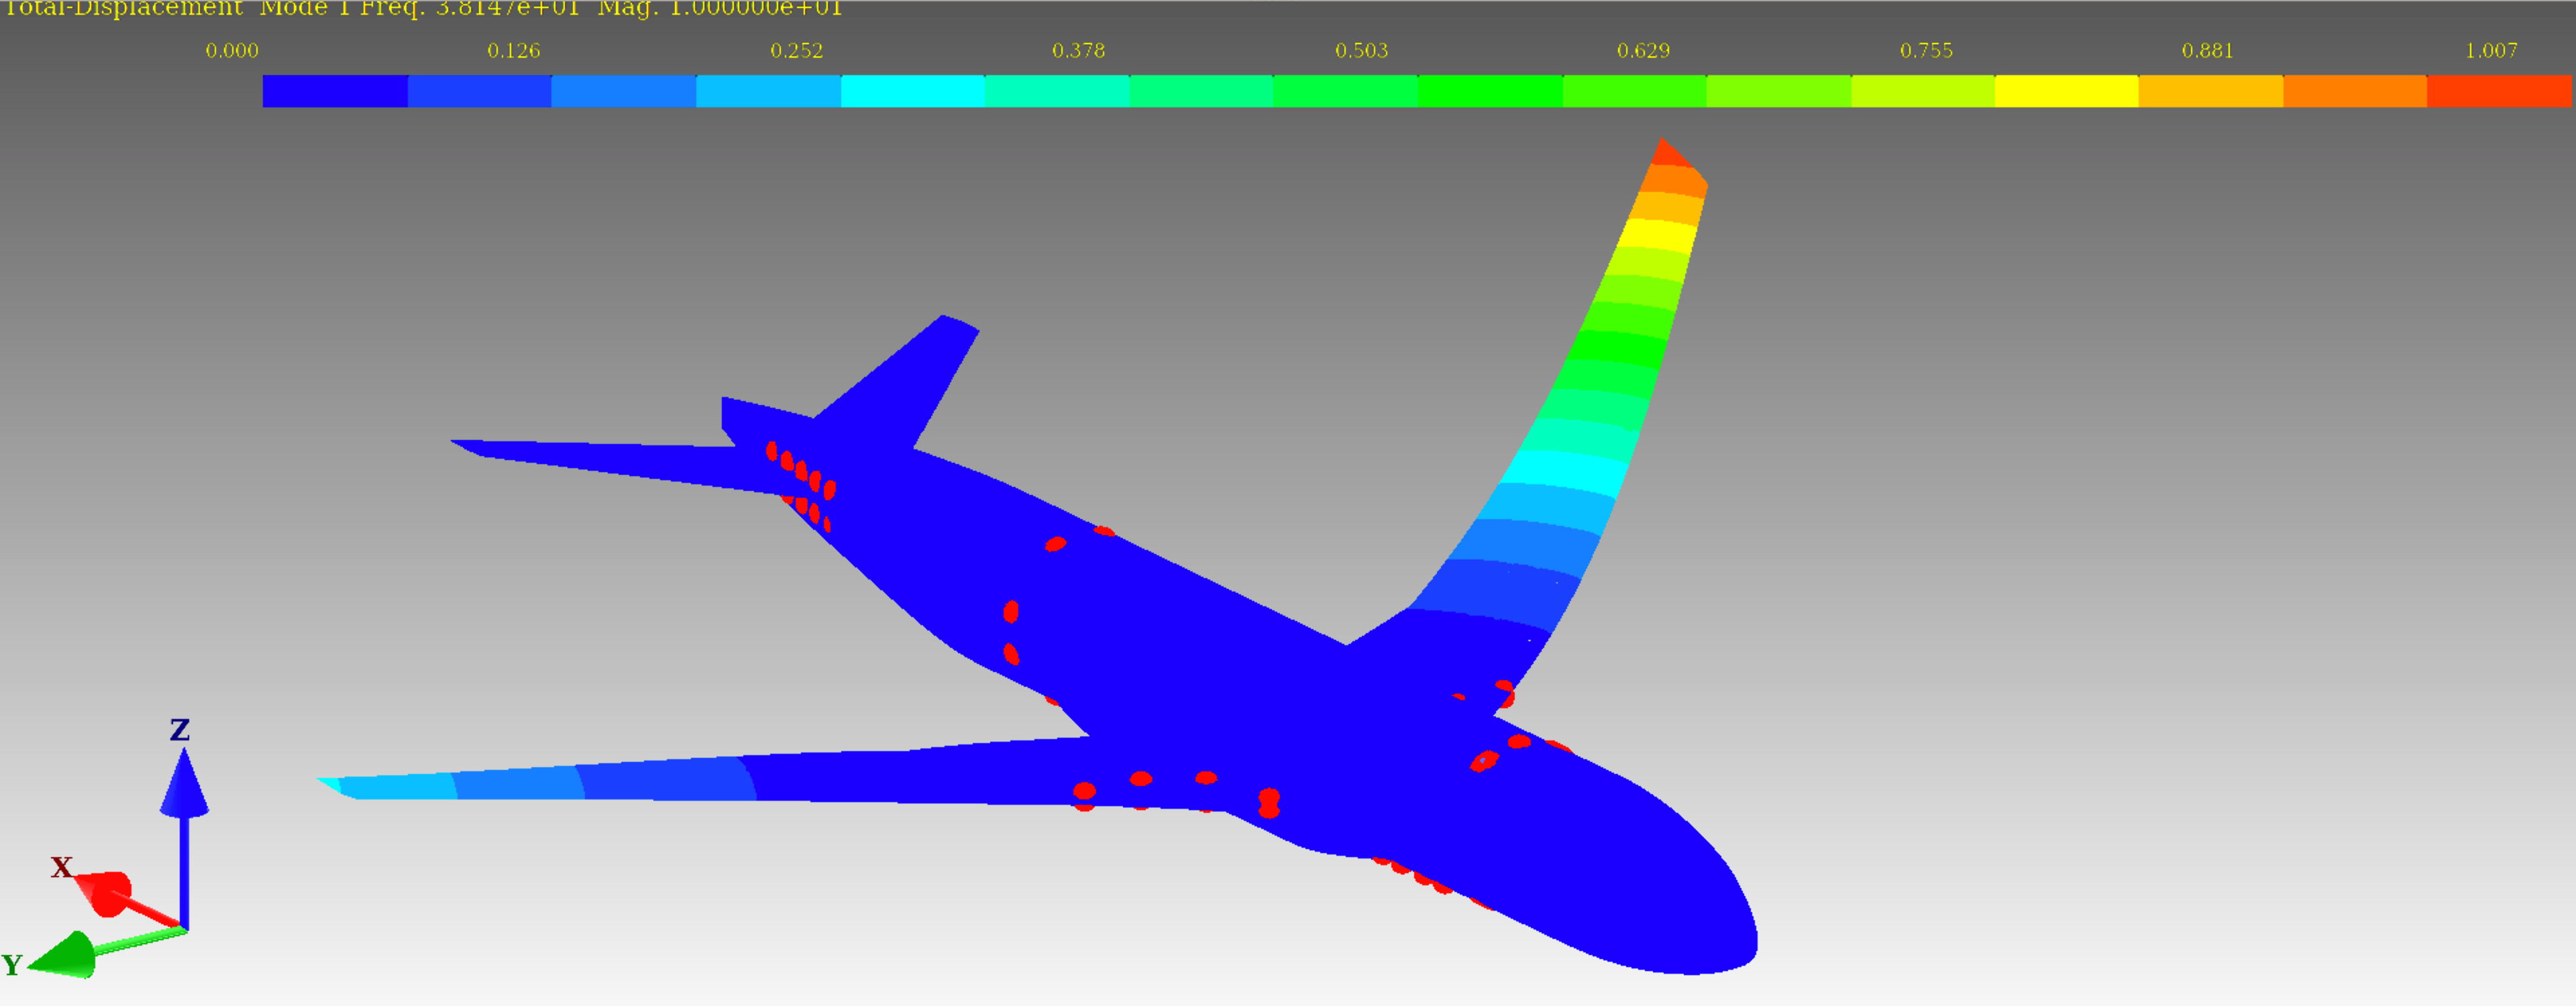 Total-Displacement Mode 1 Freq. 3.8147e+01 Mag. 1.000000e+01
0.000 0.126 0.252 0.378 0.503 0.629 0.755 0.881 1.007
Z
X
Y